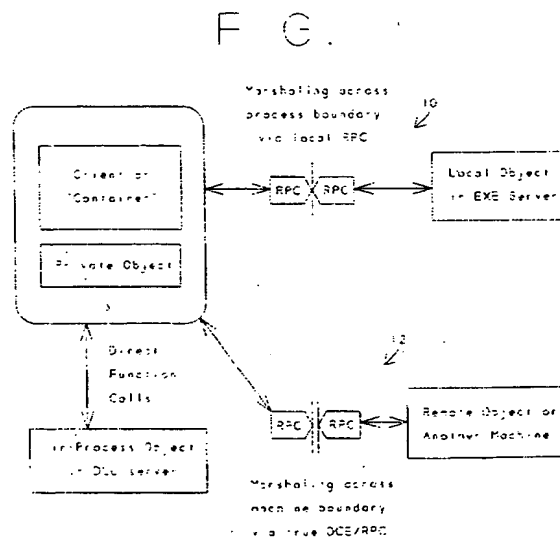 F G.
Marshaling across
process boundary
via local RPC
10
Client or
"Container"
RPC RPC
Local Object
in EXE Server
Private Object
Direct
Function
Calls
12
In-Process Object
in DLL server
RPC RPC
Remote Object on
Another Machine
Marshaling across
machine boundary
via true DCE/RPC